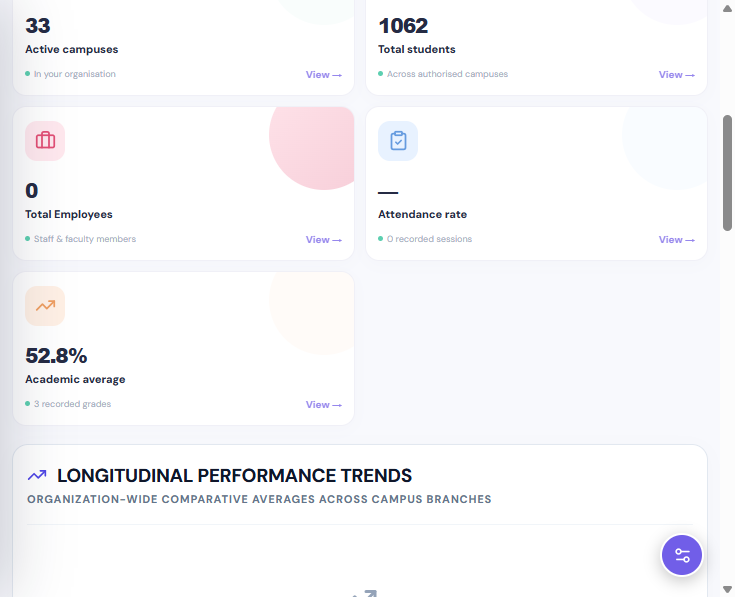 33
Active campuses
In your organisation View →
1062
Total students
Across authorised campuses View →
0
Total Employees
Staff & faculty members View →
—
Attendance rate
0 recorded sessions View →
52.8%
Academic average
3 recorded grades View →
LONGITUDINAL PERFORMANCE TRENDS
ORGANIZATION-WIDE COMPARATIVE AVERAGES ACROSS CAMPUS BRANCHES